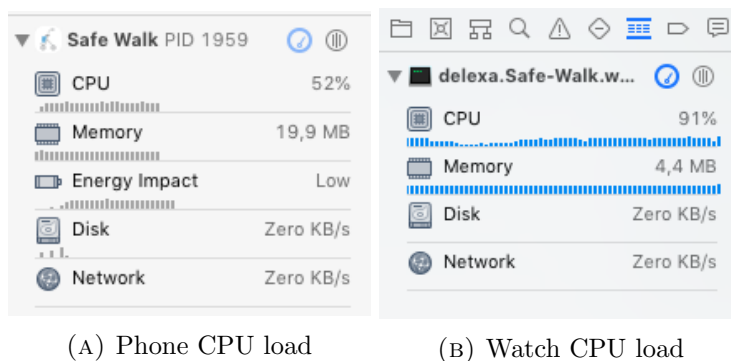 Safe Walk PID 1959
CPU 52%
Memory 19,9 MB
Energy Impact Low
Disk Zero KB/s
Network Zero KB/s
(A) Phone CPU load
delexa.Safe-Walk.w...
CPU 91%
Memory 4,4 MB
Disk Zero KB/s
Network Zero KB/s
(B) Watch CPU load